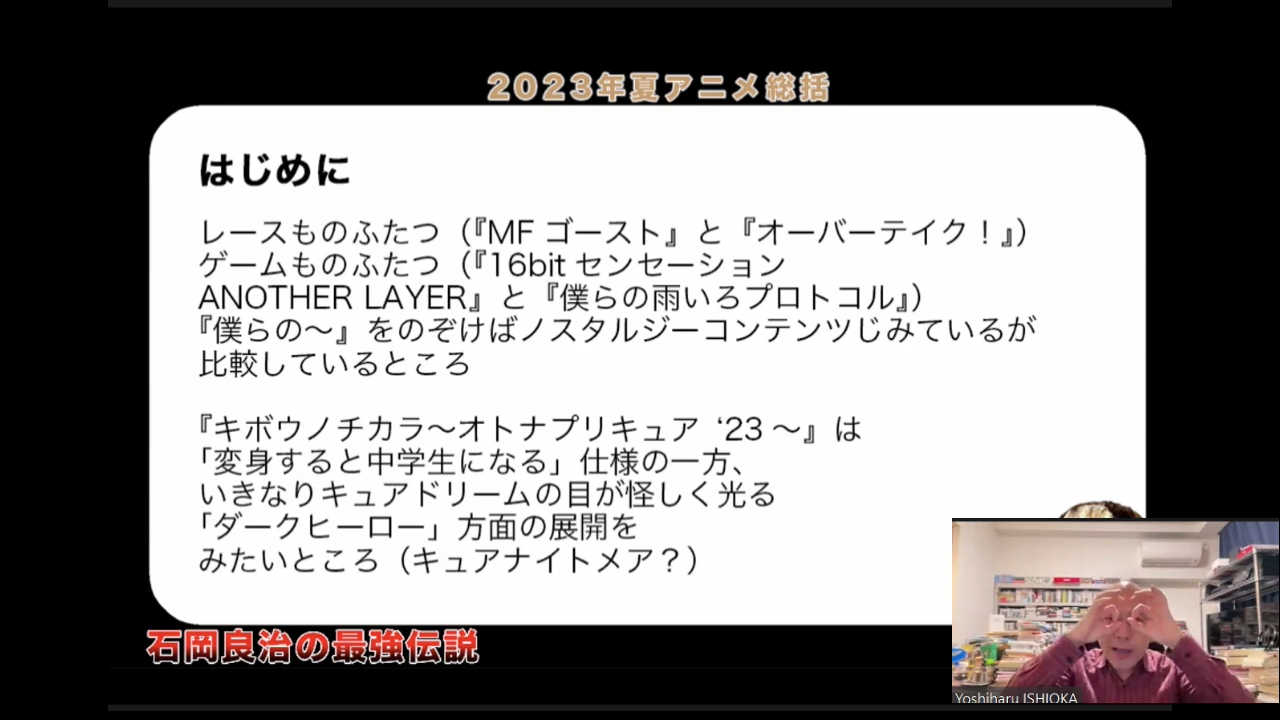 2023年夏アニメ総括
はじめに
レースものふたつ（『MF ゴースト』と『オーバーテイク！』）
ゲームものふたつ（『16bit センセーション
ANOTHER LAYER』と『僕らの雨いろプロトコル』）
『僕らの〜』をのぞけばノスタルジーコンテンツじみているが
比較しているところ
『キボウノチカラ〜オトナプリキュア ‘23 〜』は
「変身すると中学生になる」仕様の一方、
いきなりキュアドリームの目が怪しく光る
「ダークヒーロー」方面の展開を
みたいところ（キュアナイトメア？）
石岡良治の最強伝説
Yoshiharu ISHIOKA